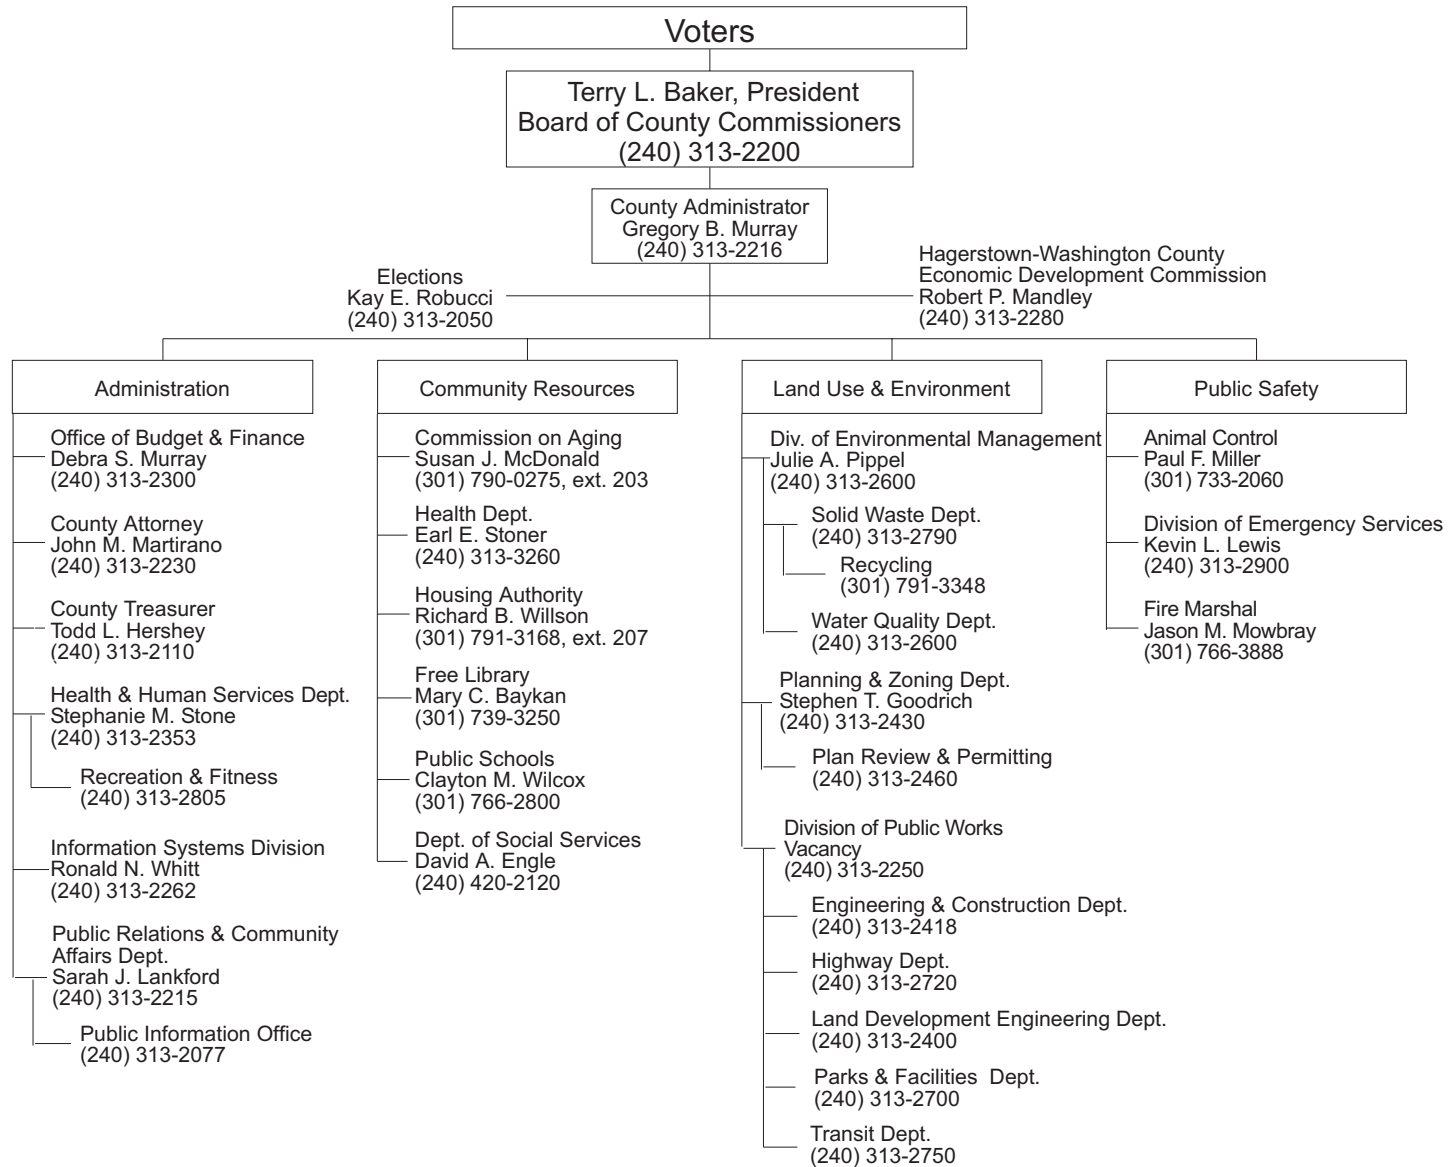 Voters
Terry L. Baker, President
Board of County Commissioners
(240) 313-2200
County Administrator
Gregory B. Murray
(240) 313-2216
Elections
Kay E. Robucci
(240) 313-2050
Hagerstown-Washington County
Economic Development Commission
Robert P. Mandley
(240) 313-2280
Administration
Office of Budget & Finance
Debra S. Murray
(240) 313-2300
County Attorney
John M. Martirano
(240) 313-2230
County Treasurer
Todd L. Hershey
(240) 313-2110
Health & Human Services Dept.
Stephanie M. Stone
(240) 313-2353
Recreation & Fitness
(240) 313-2805
Information Systems Division
Ronald N. Whitt
(240) 313-2262
Public Relations & Community
Affairs Dept.
Sarah J. Lankford
(240) 313-2215
Public Information Office
(240) 313-2077
Community Resources
Commission on Aging
Susan J. McDonald
(301) 790-0275, ext. 203
Health Dept.
Earl E. Stoner
(240) 313-3260
Housing Authority
Richard B. Willson
(301) 791-3168, ext. 207
Free Library
Mary C. Baykan
(301) 739-3250
Public Schools
Clayton M. Wilcox
(301) 766-2800
Dept. of Social Services
David A. Engle
(240) 420-2120
Land Use & Environment
Div. of Environmental Management
Julie A. Pippel
(240) 313-2600
Solid Waste Dept.
(240) 313-2790
Recycling
(301) 791-3348
Water Quality Dept.
(240) 313-2600
Planning & Zoning Dept.
Stephen T. Goodrich
(240) 313-2430
Plan Review & Permitting
(240) 313-2460
Division of Public Works
Vacancy
(240) 313-2250
Engineering & Construction Dept.
(240) 313-2418
Highway Dept.
(240) 313-2720
Land Development Engineering Dept.
(240) 313-2400
Parks & Facilities Dept.
(240) 313-2700
Transit Dept.
(240) 313-2750
Public Safety
Animal Control
Paul F. Miller
(301) 733-2060
Division of Emergency Services
Kevin L. Lewis
(240) 313-2900
Fire Marshal
Jason M. Mowbray
(301) 766-3888